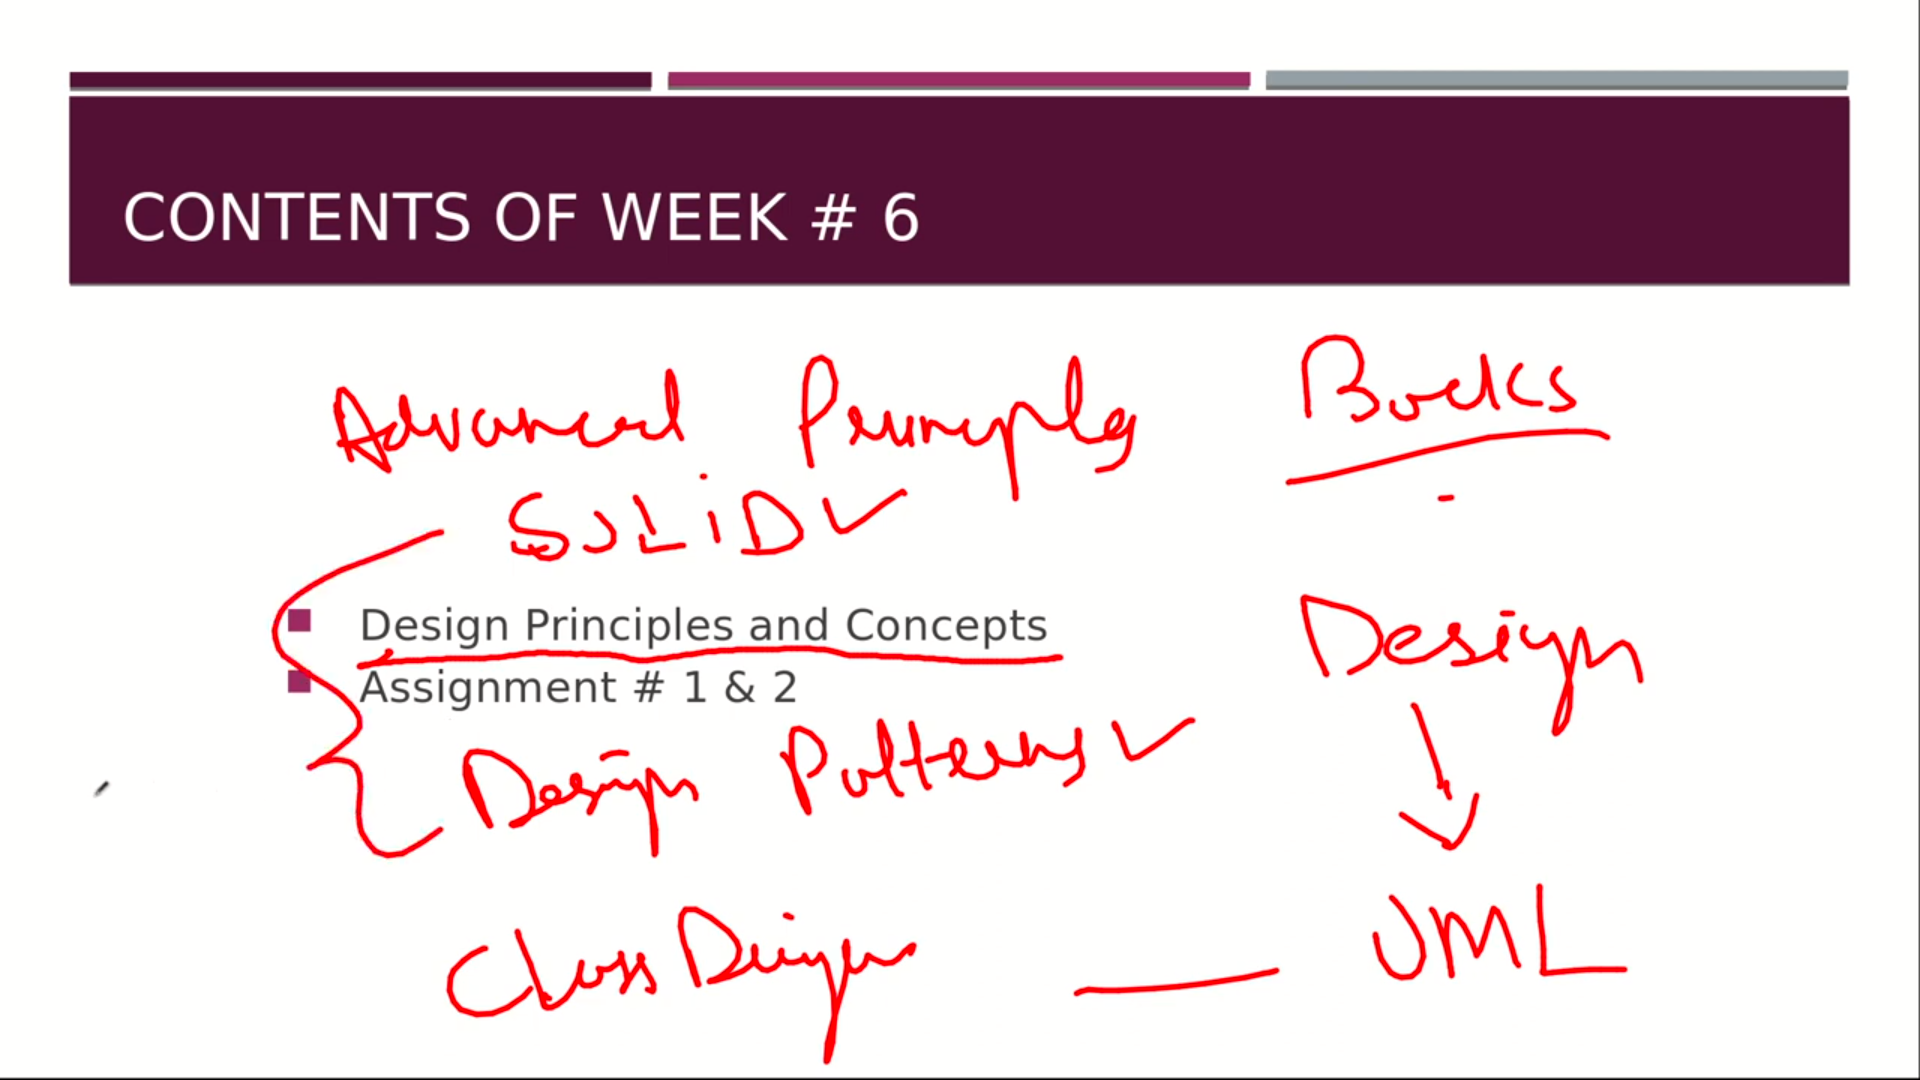 CONTENTS OF WEEK # 6
Advanced Principles
Books
SOLiD
Design Principles and Concepts
Design
Assignment # 1 & 2
Design Patterns
Class
UML